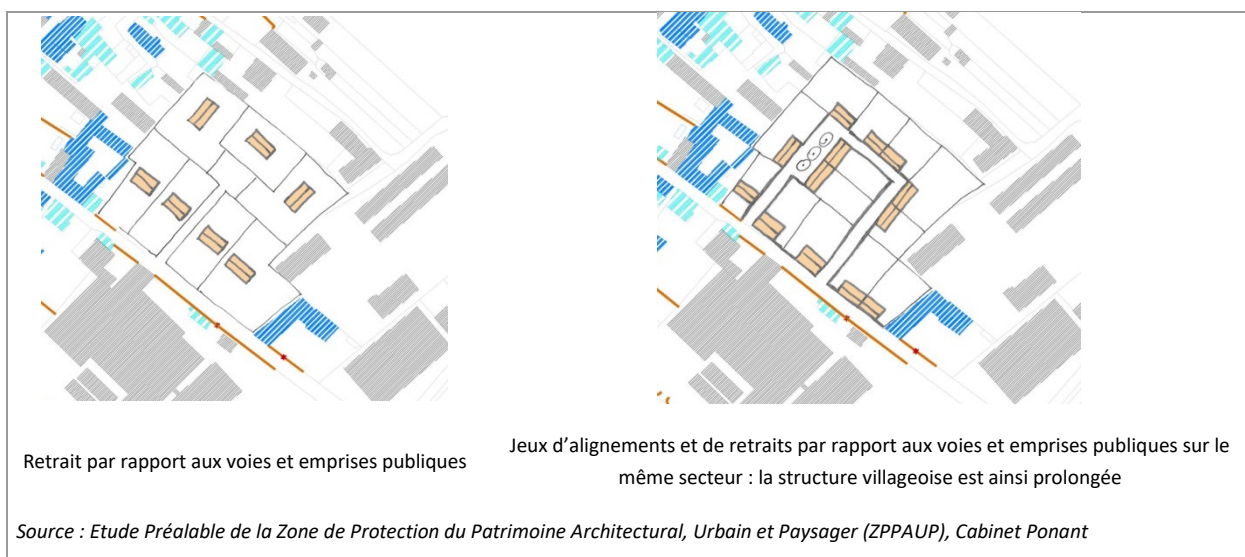 Retrait par rapport aux voies et emprises publiques
Jeux d’alignements et de retraits par rapport aux voies et emprises publiques sur le
même secteur : la structure villageoise est ainsi prolongée
Source : Etude Préalable de la Zone de Protection du Patrimoine Architectural, Urbain et Paysager (ZPPAUP), Cabinet Ponant